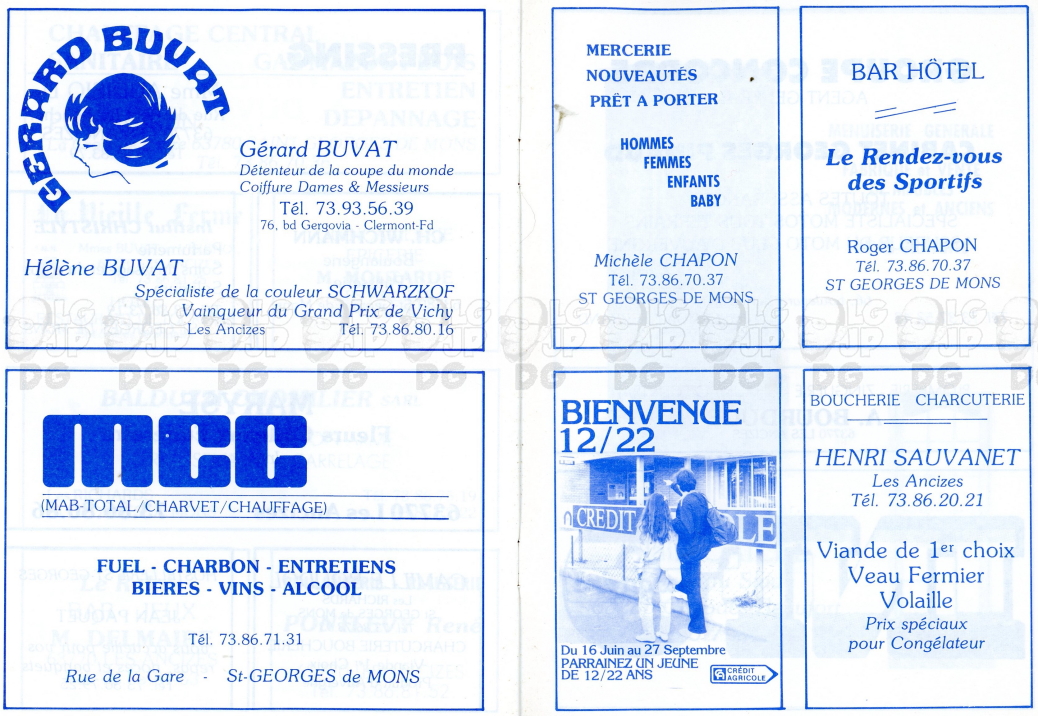 GERARD BUVAT
Gérard BUVAT
Détenteur de la coupe du monde
Coiffure Dames & Messieurs
Tél. 73.93.56.39
76, bd Gergovia - Clermont-Fd
Hélène BUVAT
Spécialiste de la couleur SCHWARZKOF
Vainqueur du Grand Prix de Vichy
Les Ancizes Tél. 73.86.80.16
mcc
(MAB-TOTAL/CHARVET/CHAUFFAGE)
FUEL - CHARBON - ENTRETIENS
BIERES - VINS - ALCOOL
Tél. 73.86.71.31
Rue de la Gare - St-GEORGES de MONS
MERCERIE
NOUVEAUTÉS
PRÊT A PORTER
HOMMES
FEMMES
ENFANTS
BABY
Michèle CHAPON
Tél. 73.86.70.37
ST GEORGES DE MONS
BAR HÔTEL
Le Rendez-vous
des Sportifs
Roger CHAPON
Tél. 73.86.70.37
ST GEORGES DE MONS
BIENVENUE
12/22
CREDIT LE
Du 16 Juin au 27 Septembre
PARRAINEZ UN JEUNE
DE 12/22 ANS
CRÉDIT
AGRICOLE
BOUCHERIE CHARCUTERIE
HENRI SAUVANET
Les Ancizes
Tél. 73.86.20.21
Viande de 1er choix
Veau Fermier
Volaille
Prix spéciaux
pour Congélateur